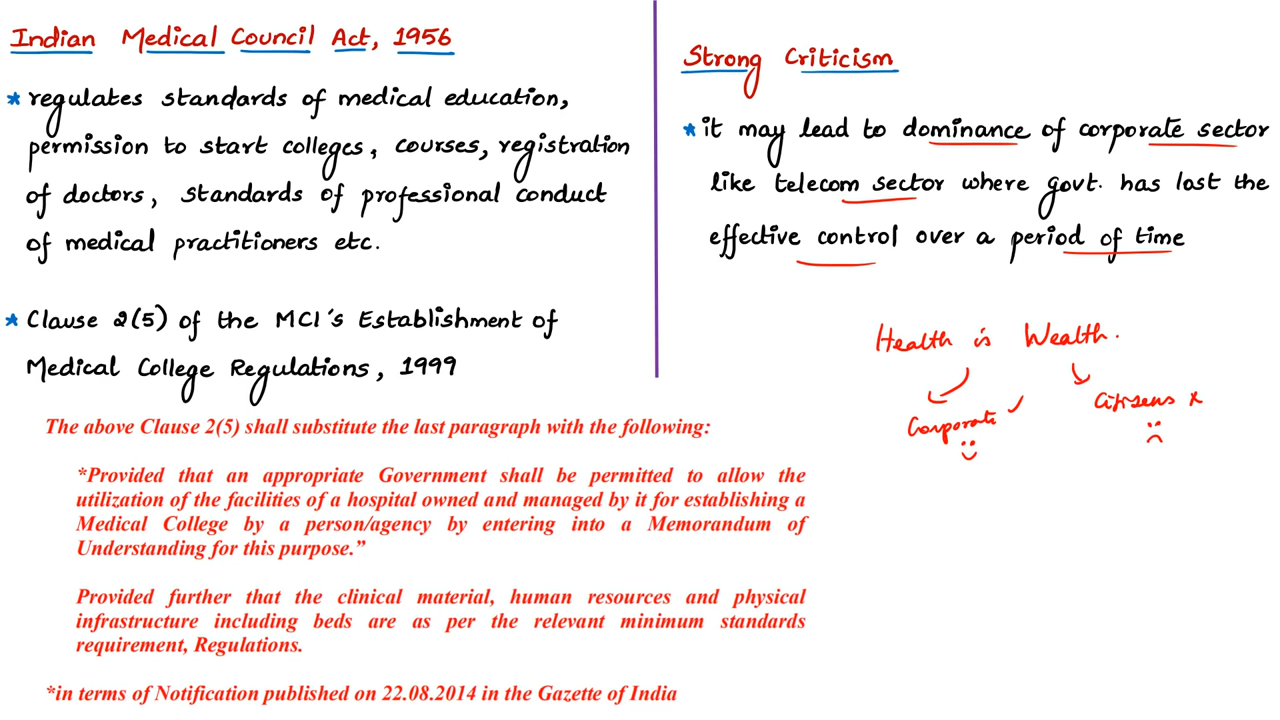 Indian Medical Council Act, 1956
* regulates standards of medical education,
permission to start colleges, courses, registration
of doctors, standards of professional conduct
of medical practitioners etc.
* Clause 2(5) of the MCI's Establishment of
Medical College Regulations, 1999
The above Clause 2(5) shall substitute the last paragraph with the following:
*Provided that an appropriate Government shall be permitted to allow the
utilization of the facilities of a hospital owned and managed by it for establishing a
Medical College by a person/agency by entering into a Memorandum of
Understanding for this purpose.”
Provided further that the clinical material, human resources and physical
infrastructure including beds are as per the relevant minimum standards
requirement, Regulations.
*in terms of Notification published on 22.08.2014 in the Gazette of India
Strong Criticism
* it may lead to dominance of corporate sector
like telecom sector where govt. has lost the
effective control over a period of time
Health is Wealth.
Corporate ✓
Citizens x